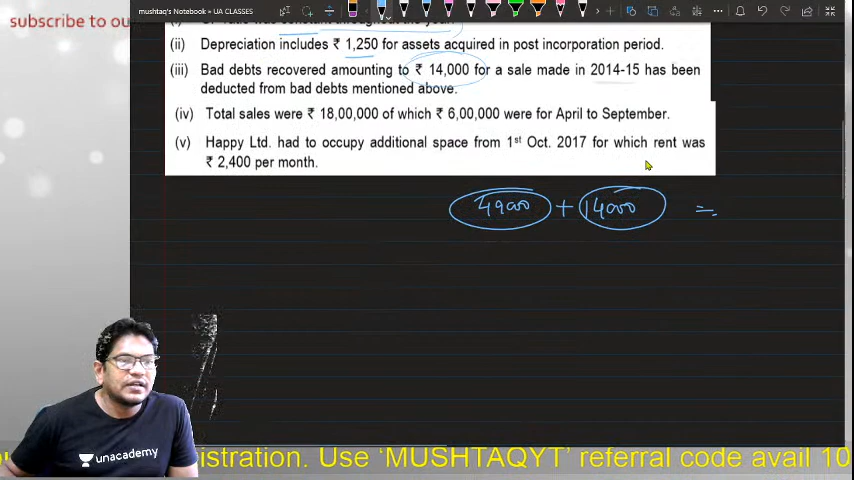 subscribe to ou
mushtaq's Notebook » UA CLASSES
(ii) Depreciation includes ₹ 1,250 for assets acquired in post incorporation period.
(iii) Bad debts recovered amounting to ₹ 14,000 for a sale made in 2014-15 has been
deducted from bad debts mentioned above.
(iv) Total sales were ₹ 18,00,000 of which ₹ 6,00,000 were for April to September.
(v) Happy Ltd. had to occupy additional space from 1st Oct. 2017 for which rent was
₹ 2,400 per month.
4900 + 14000 =
unacademy
istration. Use ‘MUSHTAQYT’ referral code avail 10